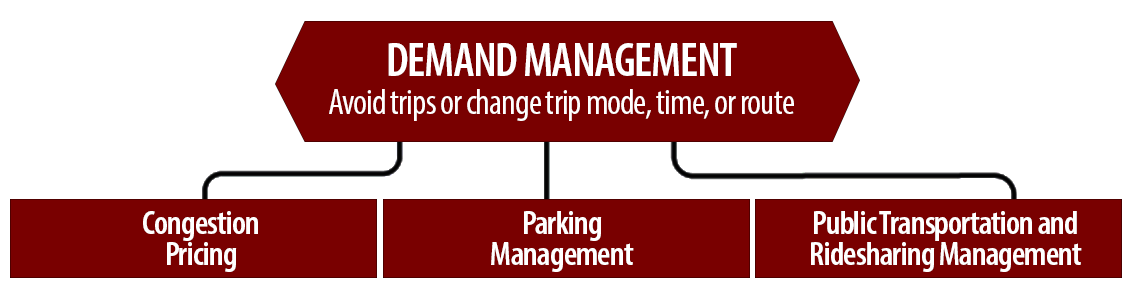 DEMAND MANAGEMENT
Avoid trips or change trip mode, time, or route
Congestion
Pricing
Parking
Management
Public Transportation and
Ridesharing Management